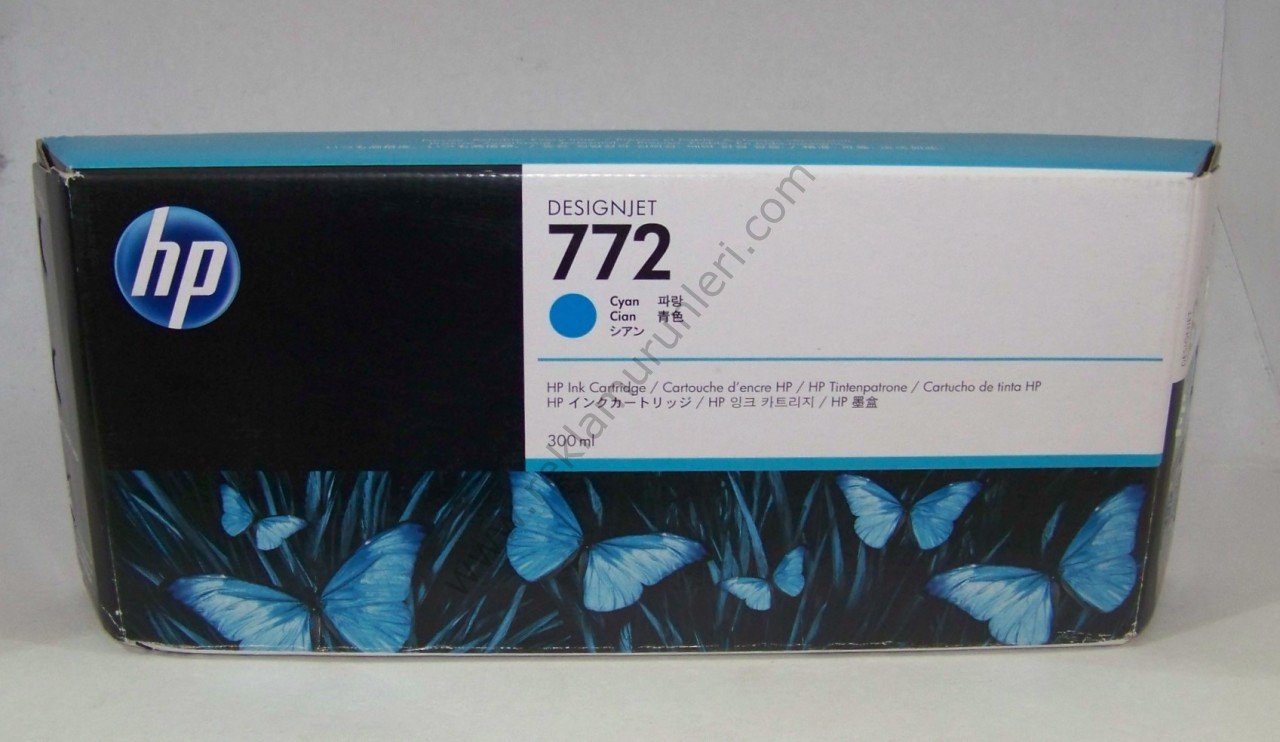 hp
DESIGNJET
772
Cyan 파랑
Cian 青色
シアン
HP Ink Cartridge / Cartouche d'encre HP / HP Tintenpatrone / Cartucho de tinta HP
HP インクカートリッジ / HP 잉크 카트리지 / HP 墨盒
300 ml
DESIGNJET